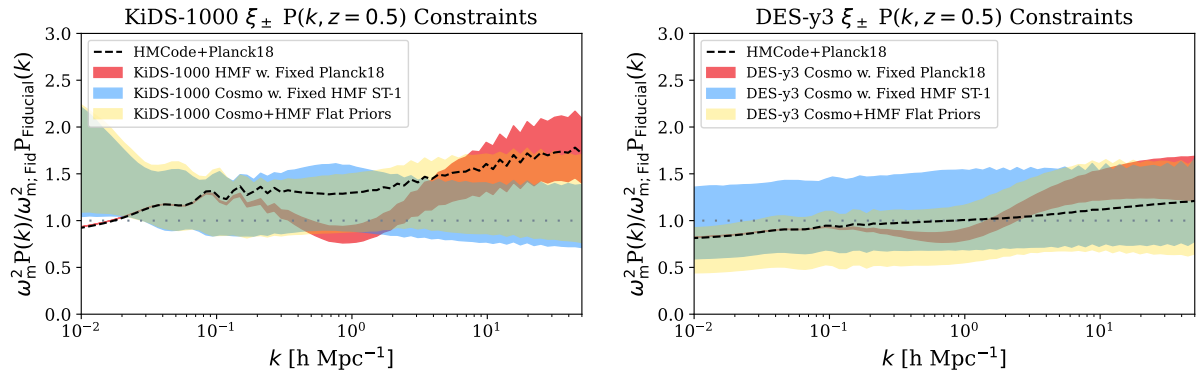 KiDS-1000 ξ± P(k, z = 0.5) Constraints
ω²m P(k)/ω²m, Fid PFiducial(k)
3.0
2.5
2.0
1.5
1.0
0.5
0.0
HMCode+Planck18
KiDS-1000 HMF w. Fixed Planck18
KiDS-1000 Cosmo w. Fixed HMF ST-1
KiDS-1000 Cosmo+HMF Flat Priors
10⁻² 10⁻¹ 10⁰ 10¹
k [h Mpc⁻¹]
DES-y3 ξ± P(k, z = 0.5) Constraints
ω²m P(k)/ω²m, Fid PFiducial(k)
3.0
2.5
2.0
1.5
1.0
0.5
0.0
HMCode+Planck18
DES-y3 HMF w. Fixed Planck18
DES-y3 Cosmo w. Fixed HMF ST-1
DES-y3 Cosmo+HMF Flat Priors
10⁻² 10⁻¹ 10⁰ 10¹
k [h Mpc⁻¹]